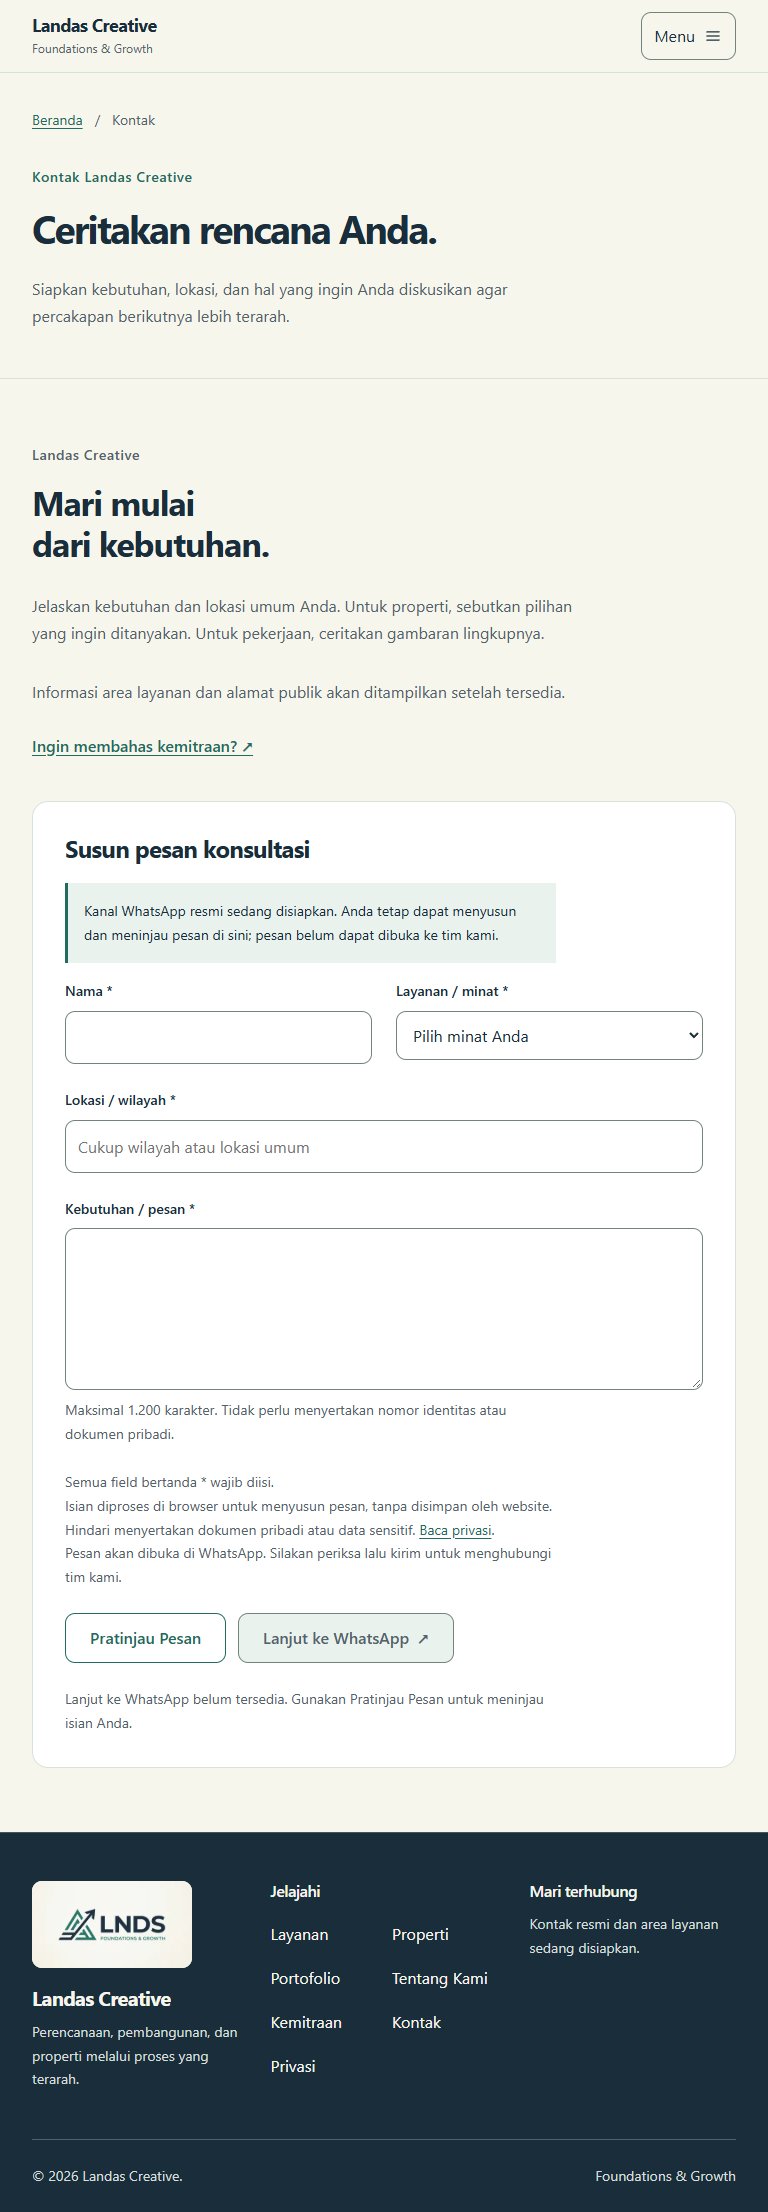 Landas Creative
Foundations & Growth
Menu
Beranda / Kontak
Kontak Landas Creative
Ceritakan rencana Anda.
Siapkan kebutuhan, lokasi, dan hal yang ingin Anda diskusikan agar
percakapan berikutnya lebih terarah.
Landas Creative
Mari mulai
dari kebutuhan.
Jelaskan kebutuhan dan lokasi umum Anda. Untuk properti, sebutkan pilihan
yang ingin ditanyakan. Untuk pekerjaan, ceritakan gambaran lingkupnya.
Informasi area layanan dan alamat publik akan ditampilkan setelah tersedia.
Ingin membahas kemitraan? ↗
Susun pesan konsultasi
Kanal WhatsApp resmi sedang disiapkan. Anda tetap dapat menyusun
dan meninjau pesan di sini; pesan belum dapat dibuka ke tim kami.
Nama *
Layanan / minat *
Pilih minat Anda
Lokasi / wilayah *
Cukup wilayah atau lokasi umum
Kebutuhan / pesan *
Maksimal 1.200 karakter. Tidak perlu menyertakan nomor identitas atau
dokumen pribadi.
Semua field bertanda * wajib diisi.
Isian diproses di browser untuk menyusun pesan, tanpa disimpan oleh website.
Hindari menyertakan dokumen pribadi atau data sensitif. Baca privasi.
Pesan akan dibuka di WhatsApp. Silakan periksa lalu kirim untuk menghubungi
tim kami.
Pratinjau Pesan
Lanjut ke WhatsApp ↗
Lanjut ke WhatsApp belum tersedia. Gunakan Pratinjau Pesan untuk meninjau
isian Anda.
LNDS
FOUNDATIONS & GROWTH
Landas Creative
Perencanaan, pembangunan, dan
properti melalui proses yang
terarah.
Jelajahi
Layanan
Properti
Portofolio
Tentang Kami
Kemitraan
Kontak
Privasi
Mari terhubung
Kontak resmi dan area layanan
sedang disiapkan.
© 2026 Landas Creative.
Foundations & Growth